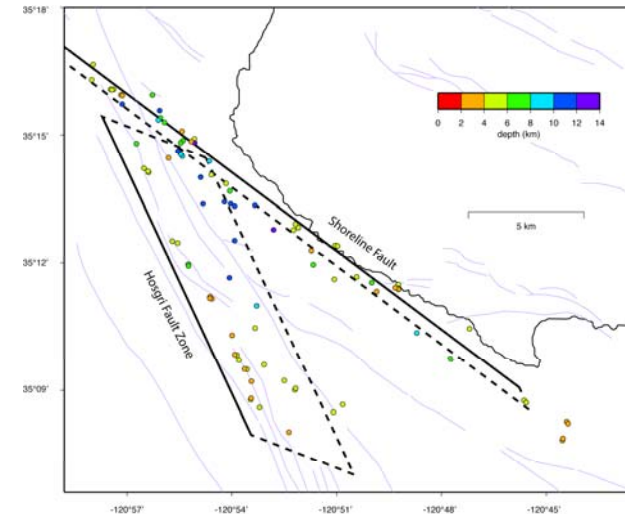 35°18'
0 2 4 6 8 10 12 14
depth (km)
35°15'
5 km
Shoreline Fault
35°12'
Hosgri Fault Zone
35°09'
-120°57' -120°54' -120°51' -120°48' -120°45'